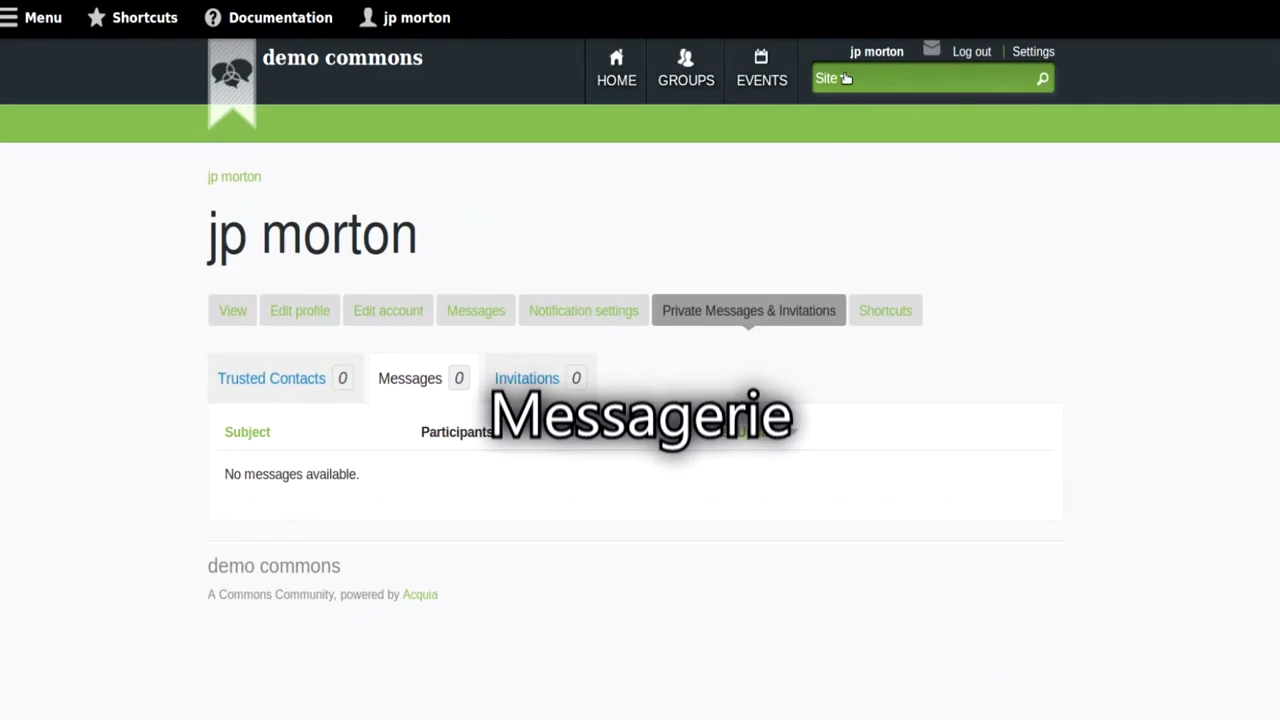 Menu Shortcuts Documentation jp morton
demo commons
HOME GROUPS EVENTS
jp morton Log out | Settings
Site
jp morton
jp morton
View Edit profile Edit account Messages Notification settings Private Messages & Invitations Shortcuts
Trusted Contacts 0 Messages 0 Invitations 0
Messagerie
Subject Participants
No messages available.
demo commons
A Commons Community, powered by Acquia